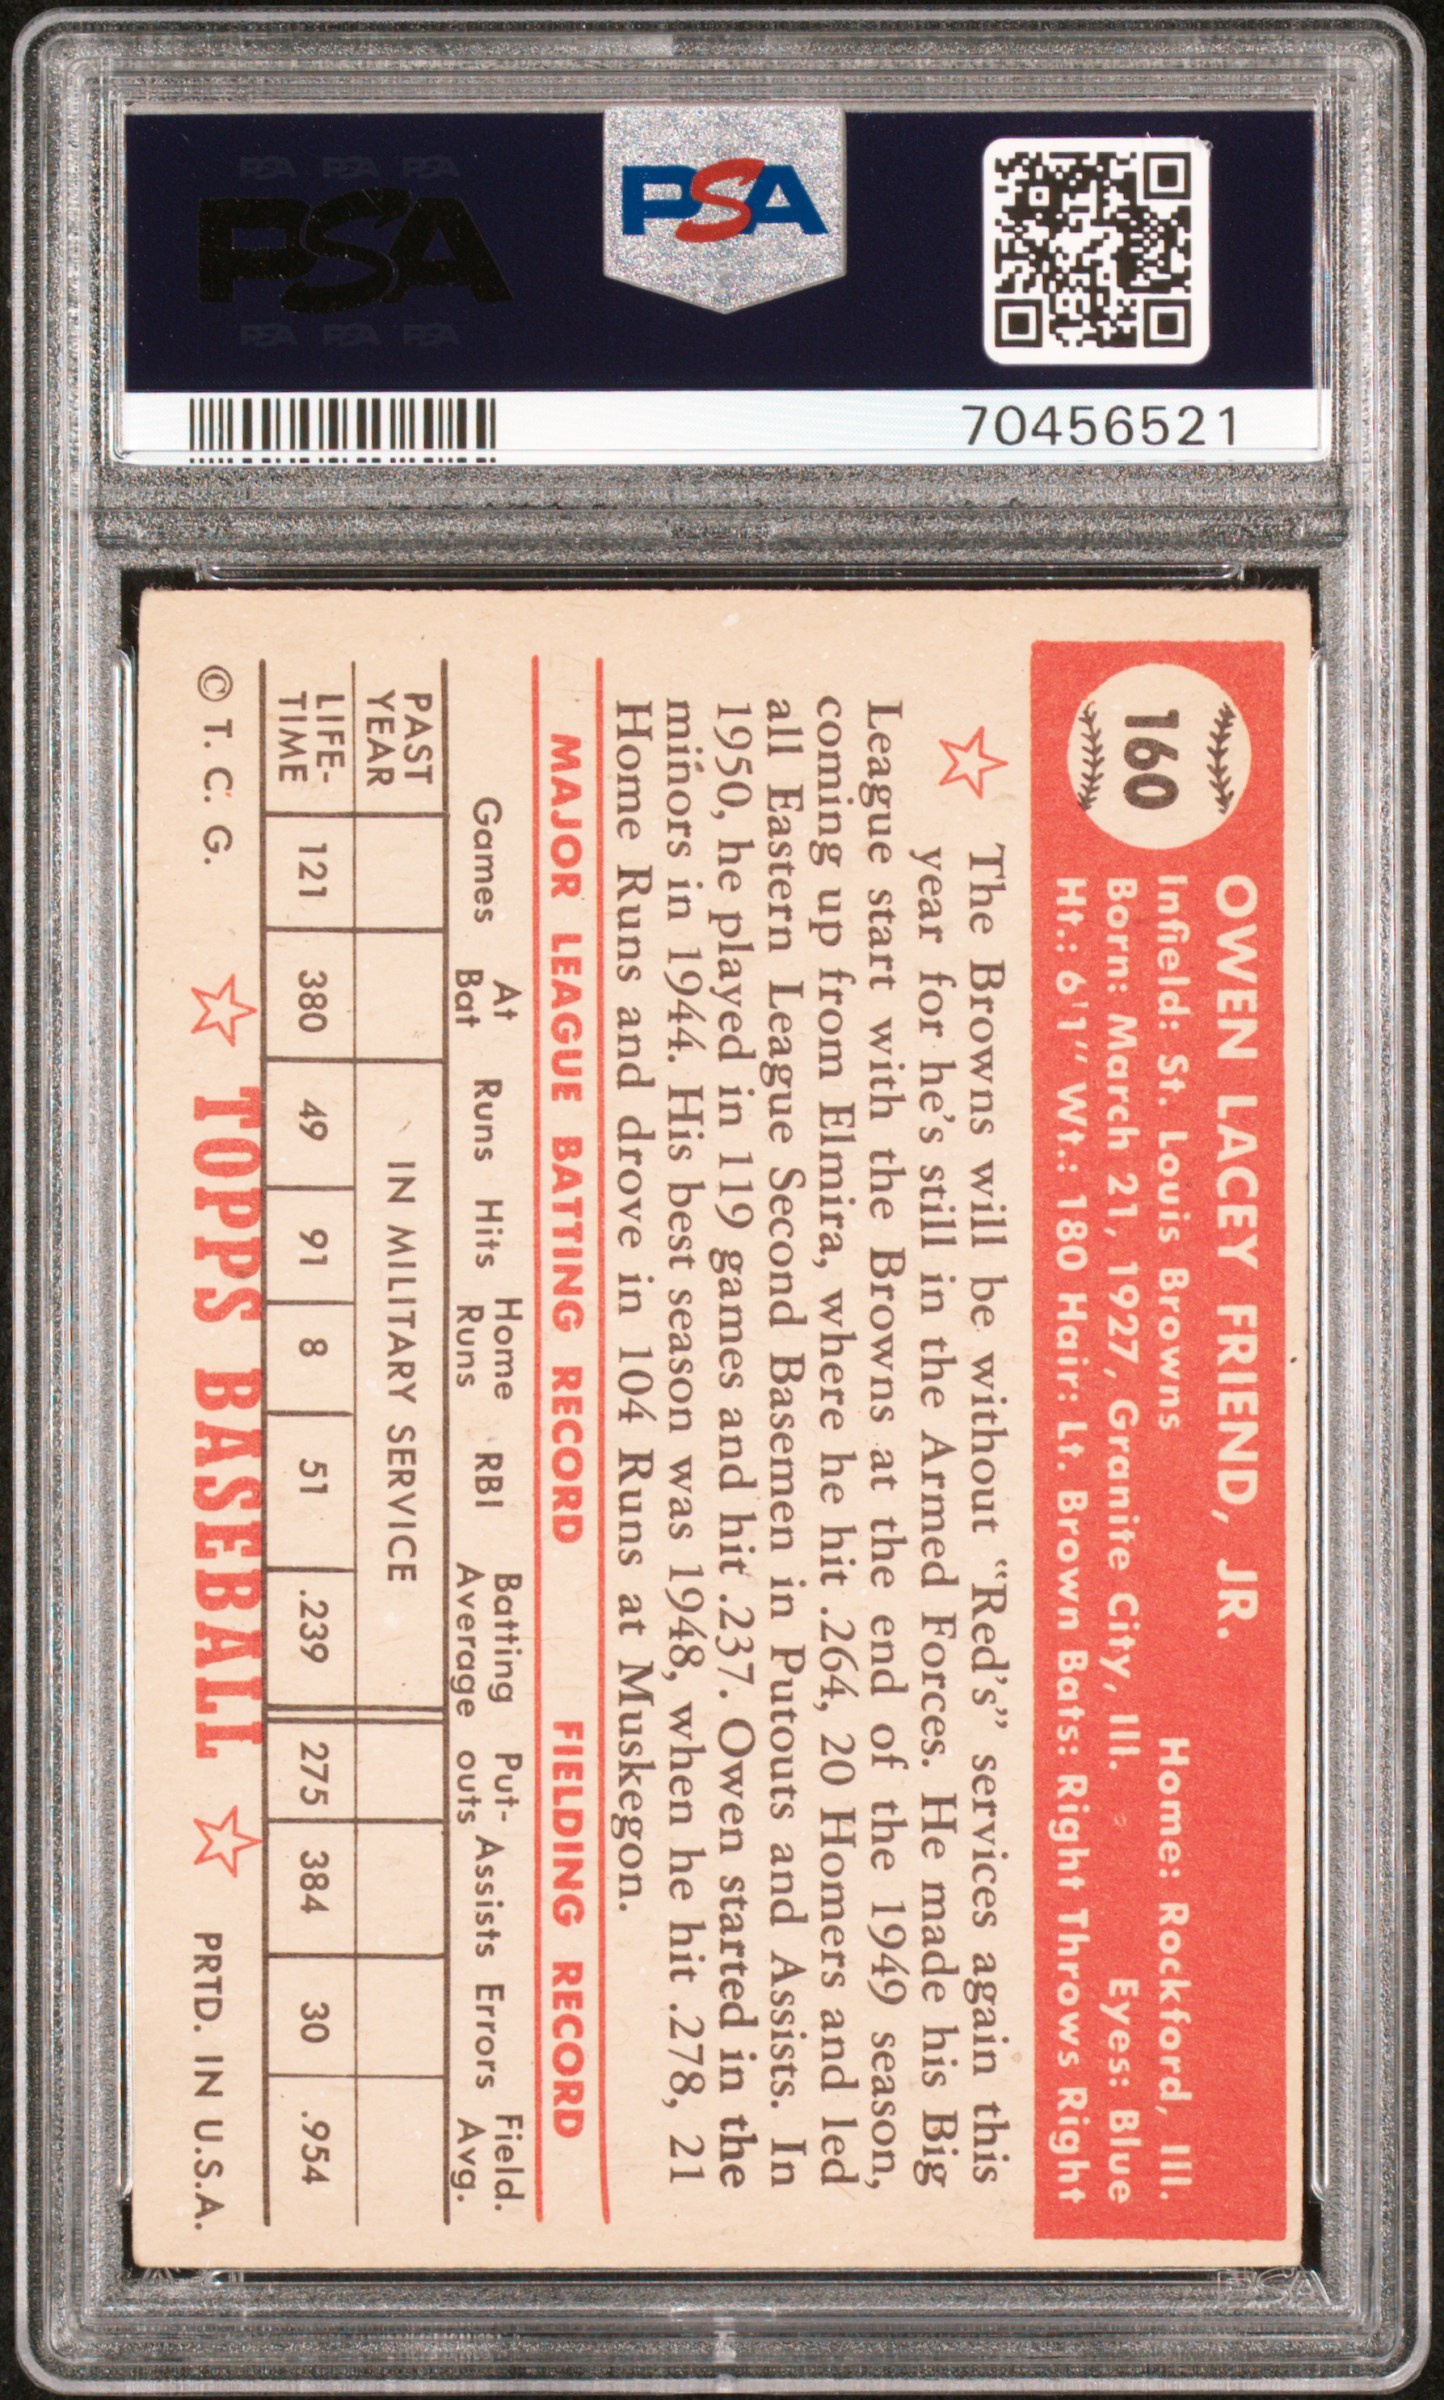 PSA PSA PSA
PSA
PSA PSA PSA
PSA
70456521
160
OWEN LACEY FRIEND, JR.
Infield: St. Louis Browns Home: Rockford, Ill.
Born: March 21, 1927, Granite City, Ill. Eyes: Blue
Ht.: 6'1" Wt.: 180 Hair: Lt. Brown Bats: Right Throws Right
The Browns will be without "Red's" services again this
year for he's still in the Armed Forces. He made his Big
League start with the Browns at the end of the 1949 season,
coming up from Elmira, where he hit .264, 20 Homers and led
all Eastern League Second Basemen in Putouts and Assists. In
1950, he played in 119 games and hit .237. Owen started in the
minors in 1944. His best season was 1948, when he hit .278, 21
Home Runs and drove in 104 Runs at Muskegon.
MAJOR LEAGUE BATTING RECORD FIELDING RECORD
Games At Bat Runs Hits Home Runs RBI Batting Average Put-outs Assists Errors Field. Avg.
PAST YEAR IN MILITARY SERVICE
LIFE-TIME 121 380 49 91 8 51 .239 275 384 30 .954
© T. C. G. TOPPS BASEBALL PRTD. IN U.S.A.
PSA